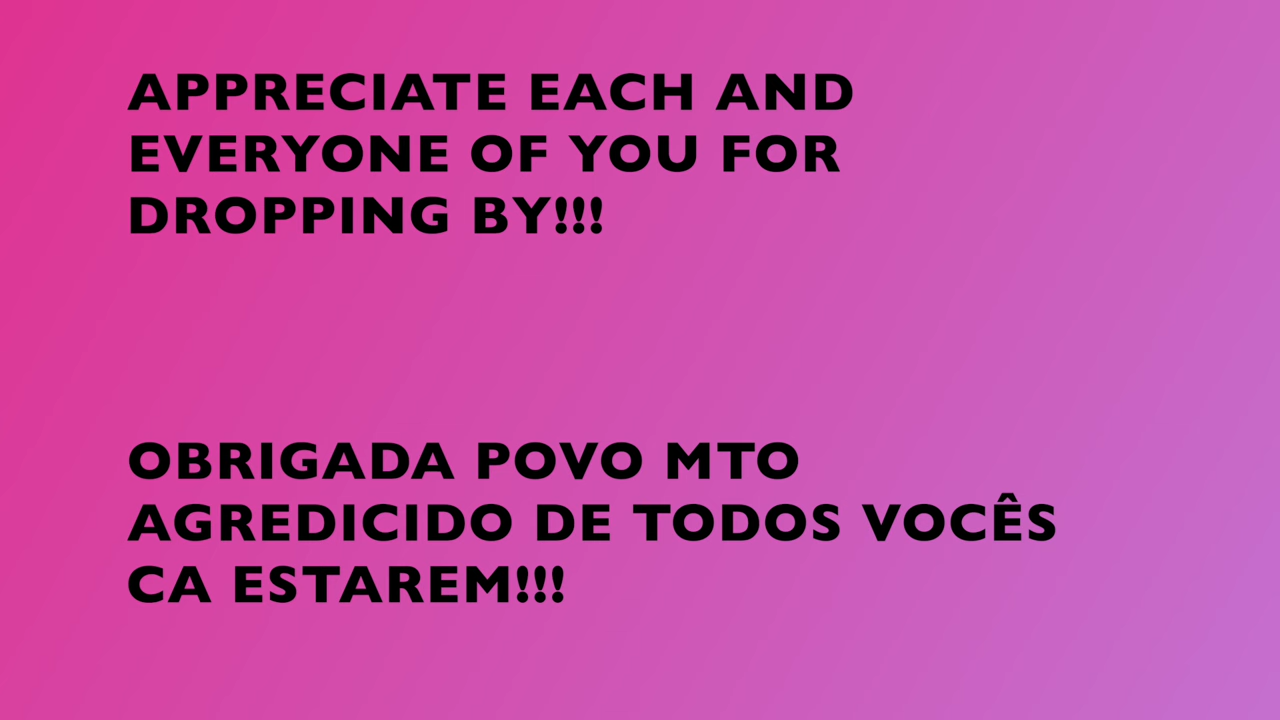 APPRECIATE EACH AND
EVERYONE OF YOU FOR
DROPPING BY!!!
OBRIGADA POVO MTO
AGREDICIDO DE TODOS VOCÊS
CA ESTAREM!!!